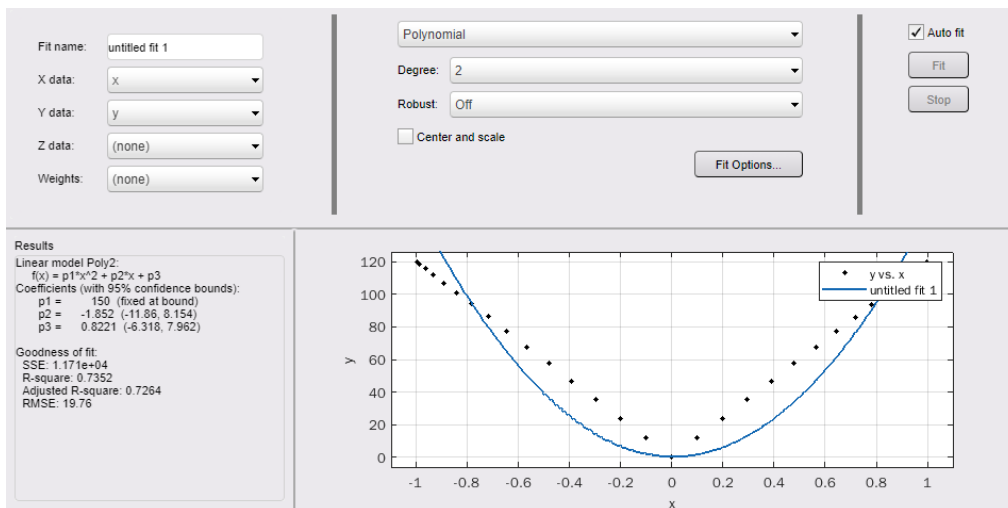 Fit name: untitled fit 1
X data: x
Y data: y
Z data: (none)
Weights: (none)
Polynomial
Degree: 2
Robust: Off
Center and scale
Fit Options...
Auto fit
Fit
Stop
Results
Linear model Poly2:
f(x) = p1*x^2 + p2*x + p3
Coefficients (with 95% confidence bounds):
p1 = 150 (fixed at bound)
p2 = -1.852 (-11.86, 8.154)
p3 = 0.8221 (-6.318, 7.962)
Goodness of fit:
SSE: 1.171e+04
R-square: 0.7352
Adjusted R-square: 0.7264
RMSE: 19.76
y vs. x
untitled fit 1
120
100
80
60
40
20
0
y
-1 -0.8 -0.6 -0.4 -0.2 0 0.2 0.4 0.6 0.8 1
x